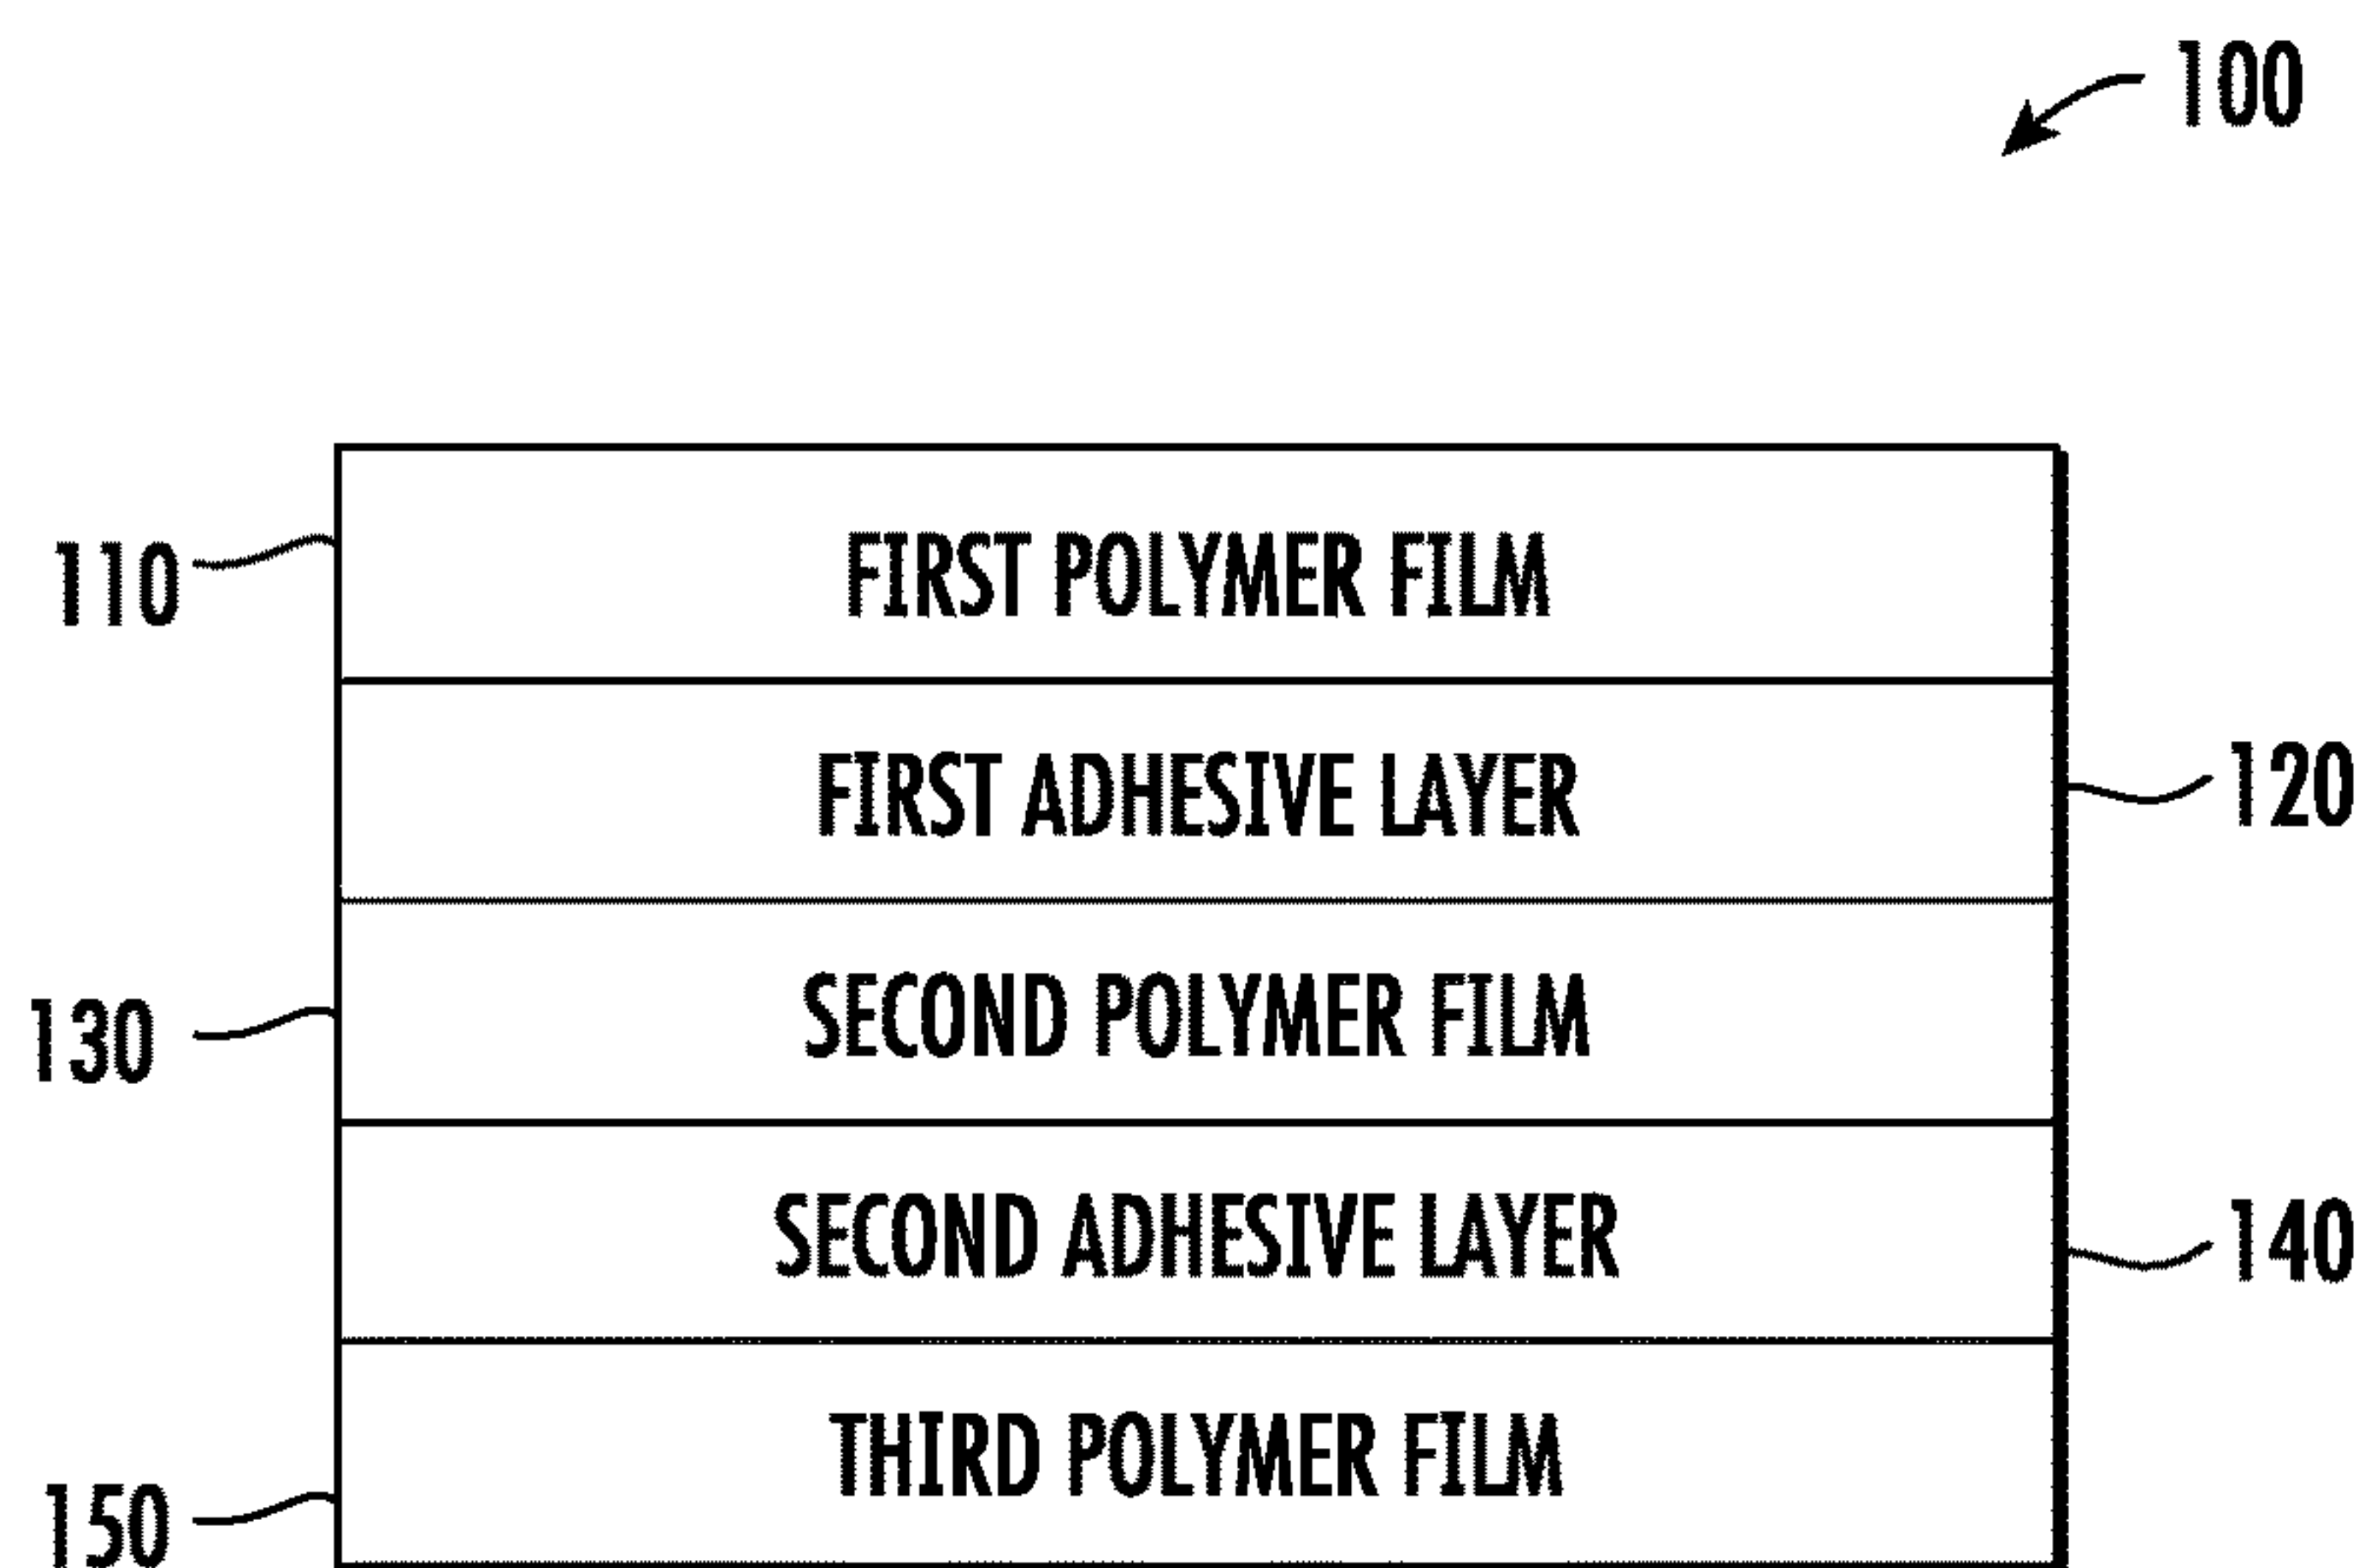 100
110
FIRST POLYMER FILM
FIRST ADHESIVE LAYER
120
130
SECOND POLYMER FILM
SECOND ADHESIVE LAYER
140
150
THIRD POLYMER FILM